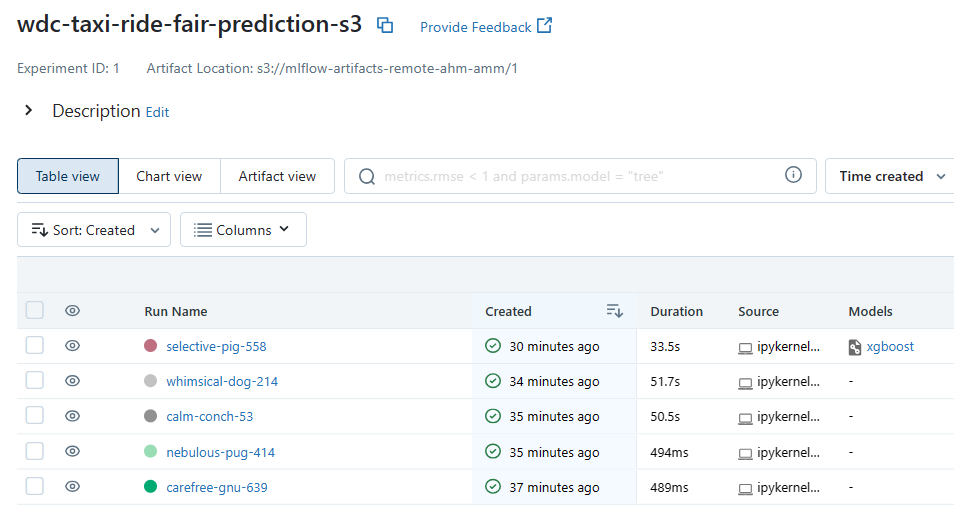 wdc-taxi-ride-fair-prediction-s3 Provide Feedback
Experiment ID: 1 Artifact Location: s3://mlflow-artifacts-remote-ahm-amm/1
Description Edit
Table view Chart view Artifact view metrics.rmse < 1 and params.model = "tree" Time created
Sort: Created Columns
Run Name Created Duration Source Models
selective-pig-558 30 minutes ago 33.5s ipykernel... xgboost
whimsical-dog-214 34 minutes ago 51.7s ipykernel... -
calm-conch-53 35 minutes ago 50.5s ipykernel... -
nebulous-pug-414 35 minutes ago 494ms ipykernel... -
carefree-gnu-639 37 minutes ago 489ms ipykernel... -